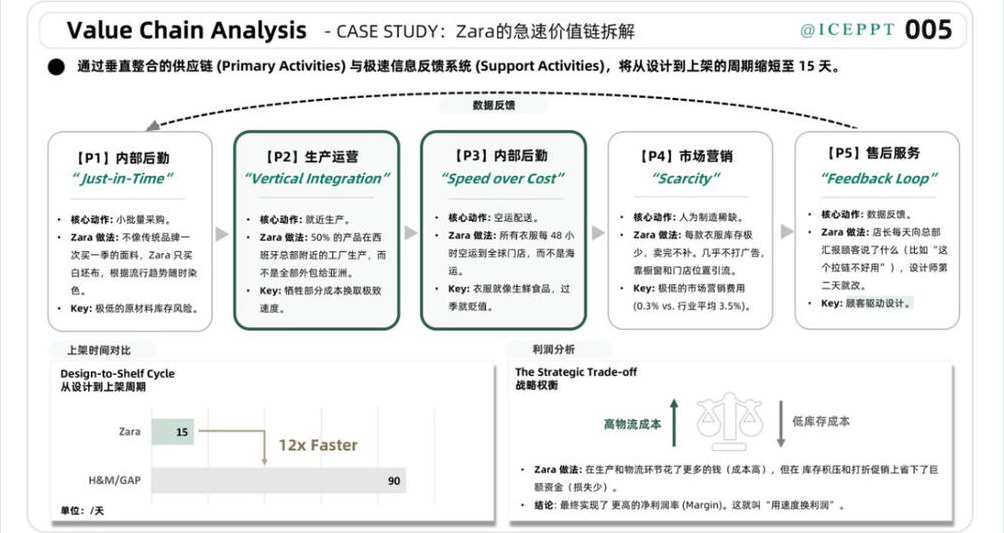 Value Chain Analysis - CASE STUDY：Zara的急速价值链拆解
@ICEPPT 005
通过垂直整合的供应链 (Primary Activities) 与极速信息反馈系统 (Support Activities)，将从设计到上架的周期缩短至 15 天。
数据反馈
【P1】内部后勤
“Just-in-Time”
• 核心动作: 小批量采购。
• Zara 做法: 不像传统品牌一
次买一季的面料，Zara 只买
白坯布，根据流行趋势随时染
色。
• Key: 极低的原材料库存风险。
【P2】生产运营
“Vertical Integration”
• 核心动作: 就近生产。
• Zara 做法: 50% 的产品在西
班牙总部附近的工厂生产，而
不是全部外包给亚洲。
• Key: 牺牲部分成本换取极致
速度。
【P3】内部后勤
“Speed over Cost”
• 核心动作: 空运配送。
• Zara 做法: 所有衣服每 48 小
时空运到全球门店，而不是海
运。
• Key: 衣服就像生鲜食品，过
季就贬值。
【P4】市场营销
“Scarcity”
• 核心动作: 人为制造稀缺。
• Zara 做法: 每款衣服库存极
少，卖完不补。几乎不打广告，
靠橱窗和门店位置引流。
• Key: 极低的市场营销费用
(0.3% vs. 行业平均 3.5%)。
【P5】售后服务
“Feedback Loop”
• 核心动作: 数据反馈。
• Zara 做法: 店长每天向总部
汇报顾客说了什么（比如“这
个拉链不好用”），设计师第
二天就改。
• Key: 顾客驱动设计。
上架时间对比
Design-to-Shelf Cycle
从设计到上架周期
Zara 15
12x Faster
H&M/GAP 90
单位：/天
利润分析
The Strategic Trade-off
战略权衡
高物流成本
低库存成本
• Zara 做法: 在生产和物流环节花了更多的钱（成本高），但在 库存积压和打折促销上省下了巨
额资金（损失少）。
• 结论: 最终实现了 更高的净利润率 (Margin)。这就叫“用速度换利润”。